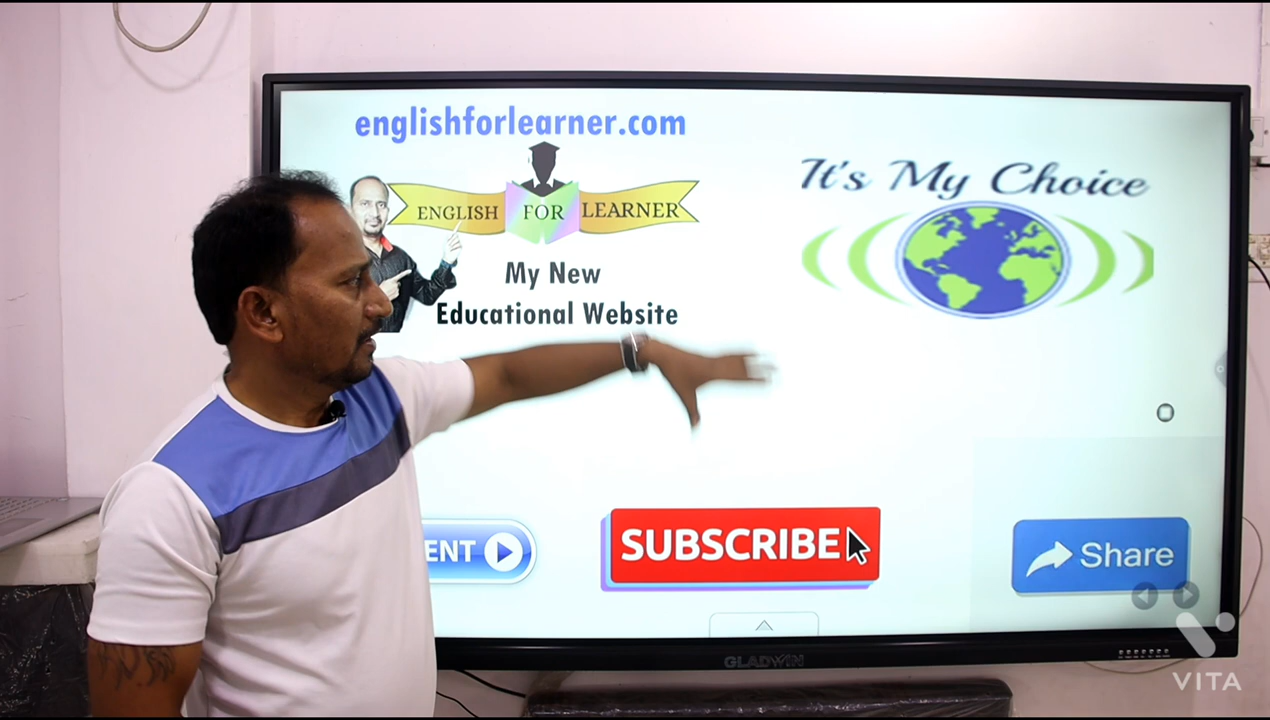 englishforlearner.com
ENGLISH FOR LEARNER
My New
Educational Website
It's My Choice
ENT
SUBSCRIBE
Share
GLADWIN
VITA